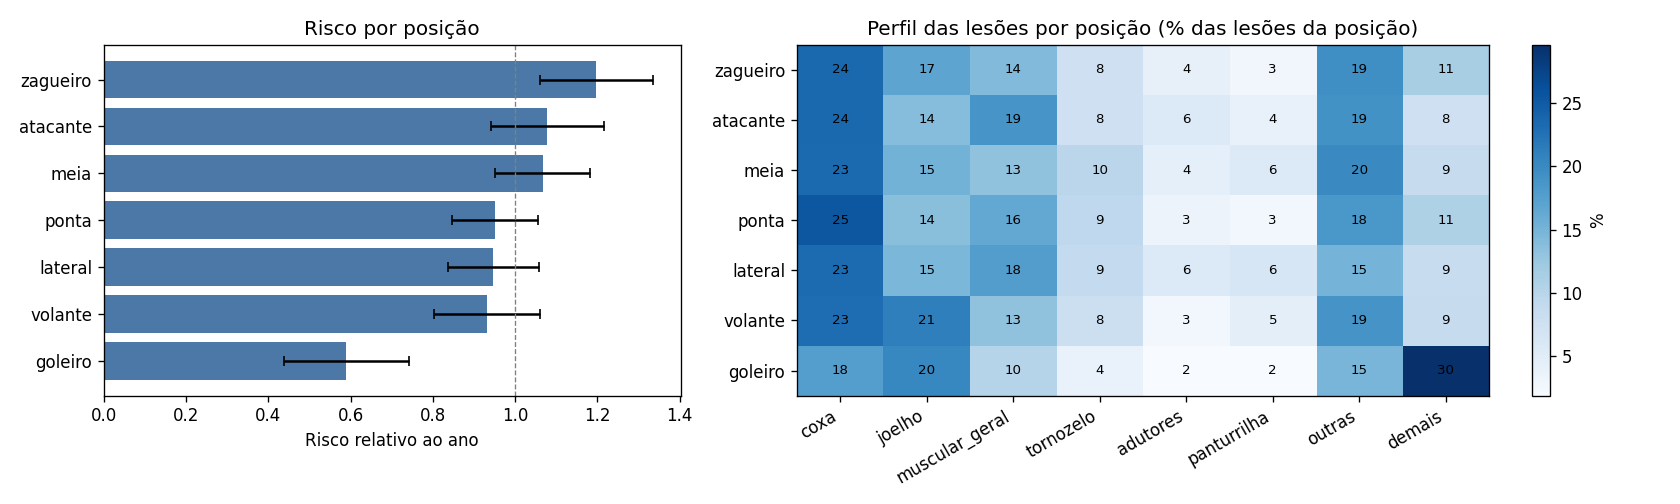 Risco por posição
zagueiro
atacante
meia
ponta
lateral
volante
goleiro
0.0 0.2 0.4 0.6 0.8 1.0 1.2 1.4
Risco relativo ao ano
Perfil das lesões por posição (% das lesões da posição)
zagueiro 24 17 14 8 4 3 19 11
atacante 24 14 19 8 6 4 19 8
meia 23 15 13 10 4 6 20 9
ponta 25 14 16 9 3 3 18 11
lateral 23 15 18 9 6 6 15 9
volante 23 21 13 8 3 5 19 9
goleiro 18 20 10 4 2 2 15 30
coxa joelho muscular_geral tornozelo adutores panturrilha outras demais
25
20
15
10
5
%